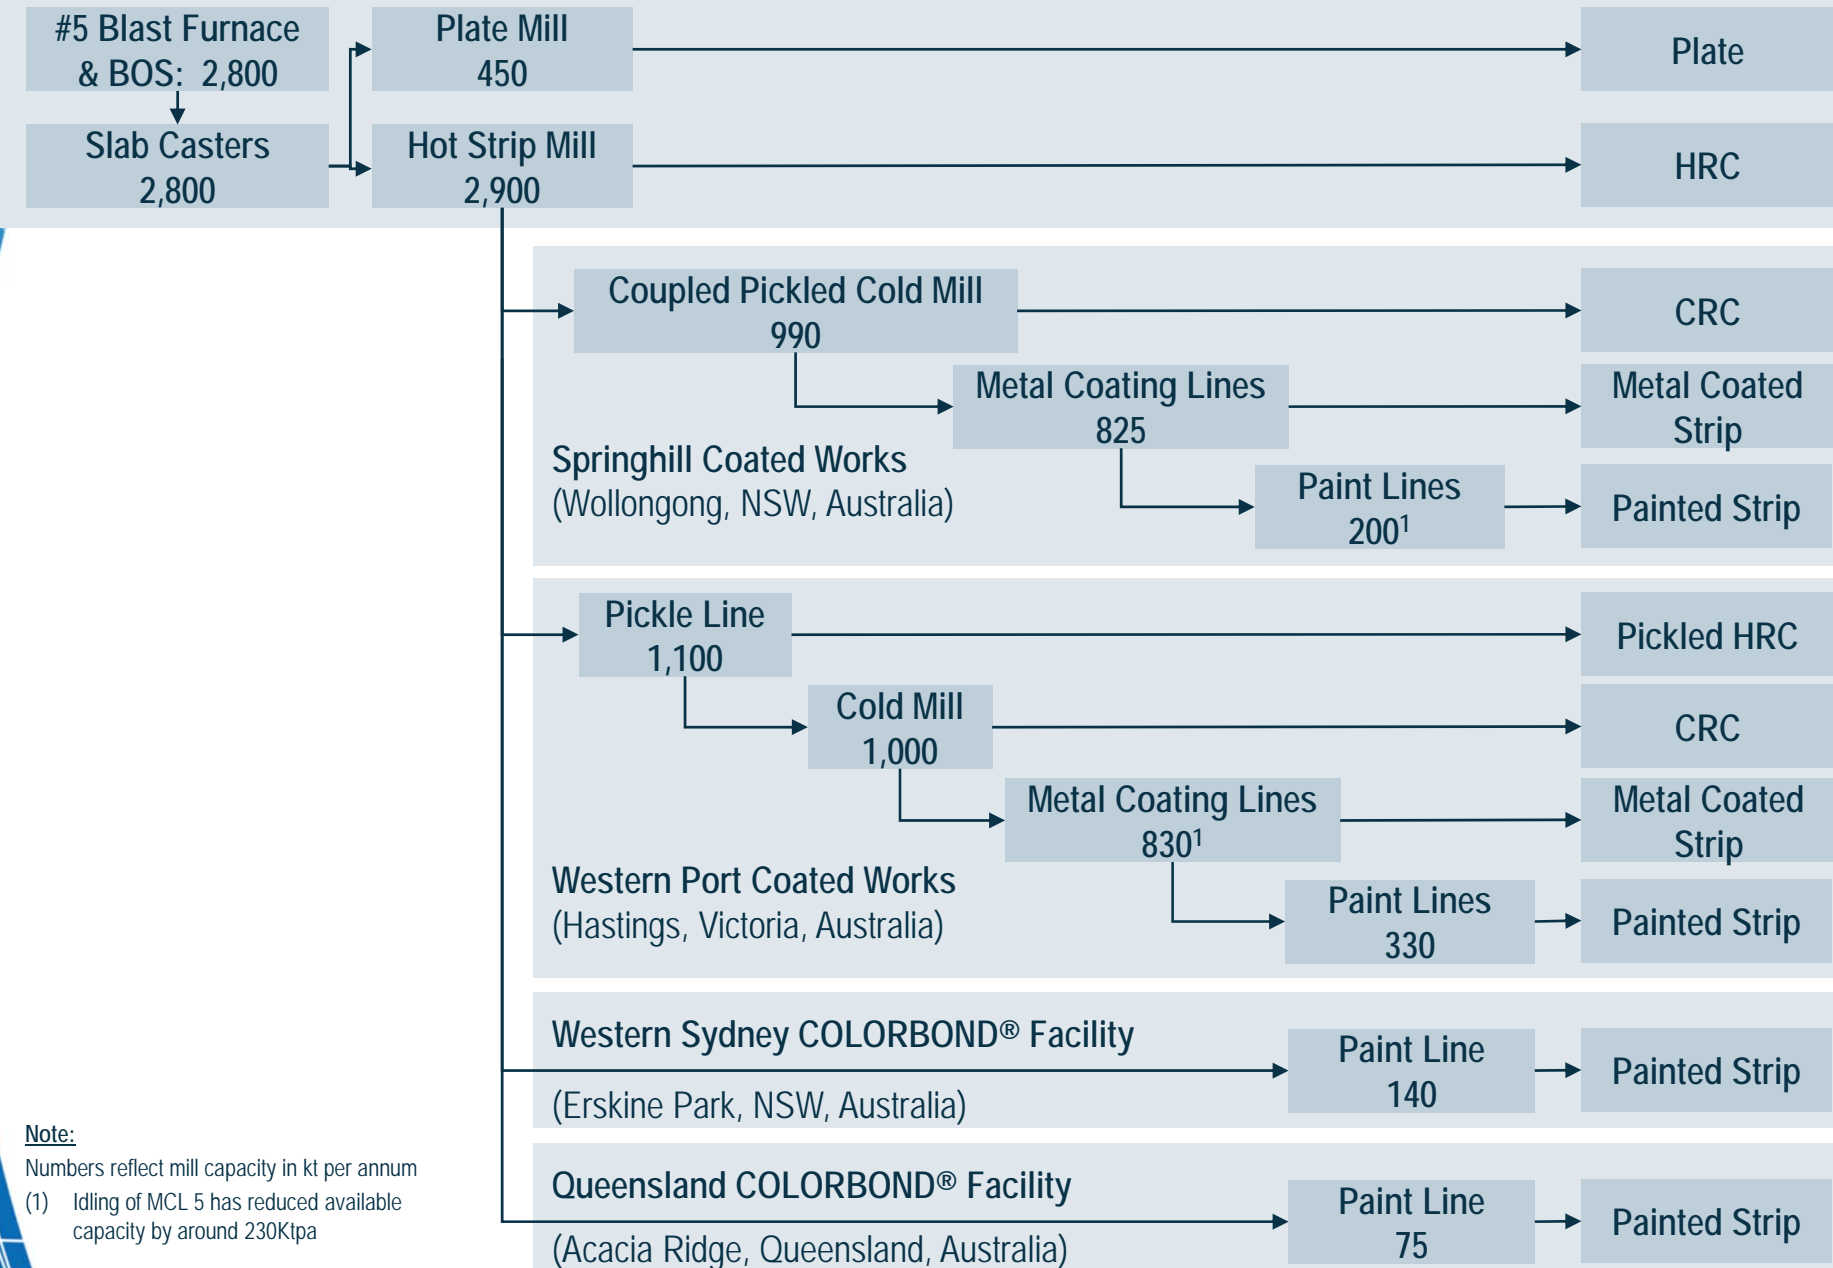 #5 Blast Furnace
& BOS: 2,800
Plate Mill
450
Plate
Slab Casters
2,800
Hot Strip Mill
2,900
HRC
Coupled Pickled Cold Mill
990
CRC
Metal Coating Lines
825
Metal Coated
Strip
Springhill Coated Works
(Wollongong, NSW, Australia)
Paint Lines
200¹
Painted Strip
Pickle Line
1,100
Pickled HRC
Cold Mill
1,000
CRC
Metal Coating Lines
830¹
Metal Coated
Strip
Western Port Coated Works
(Hastings, Victoria, Australia)
Paint Lines
330
Painted Strip
Western Sydney COLORBOND® Facility
(Erskine Park, NSW, Australia)
Paint Line
140
Painted Strip
Queensland COLORBOND® Facility
(Acacia Ridge, Queensland, Australia)
Paint Line
75
Painted Strip
Note:
Numbers reflect mill capacity in kt per annum
(1) Idling of MCL 5 has reduced available
capacity by around 230Ktpa